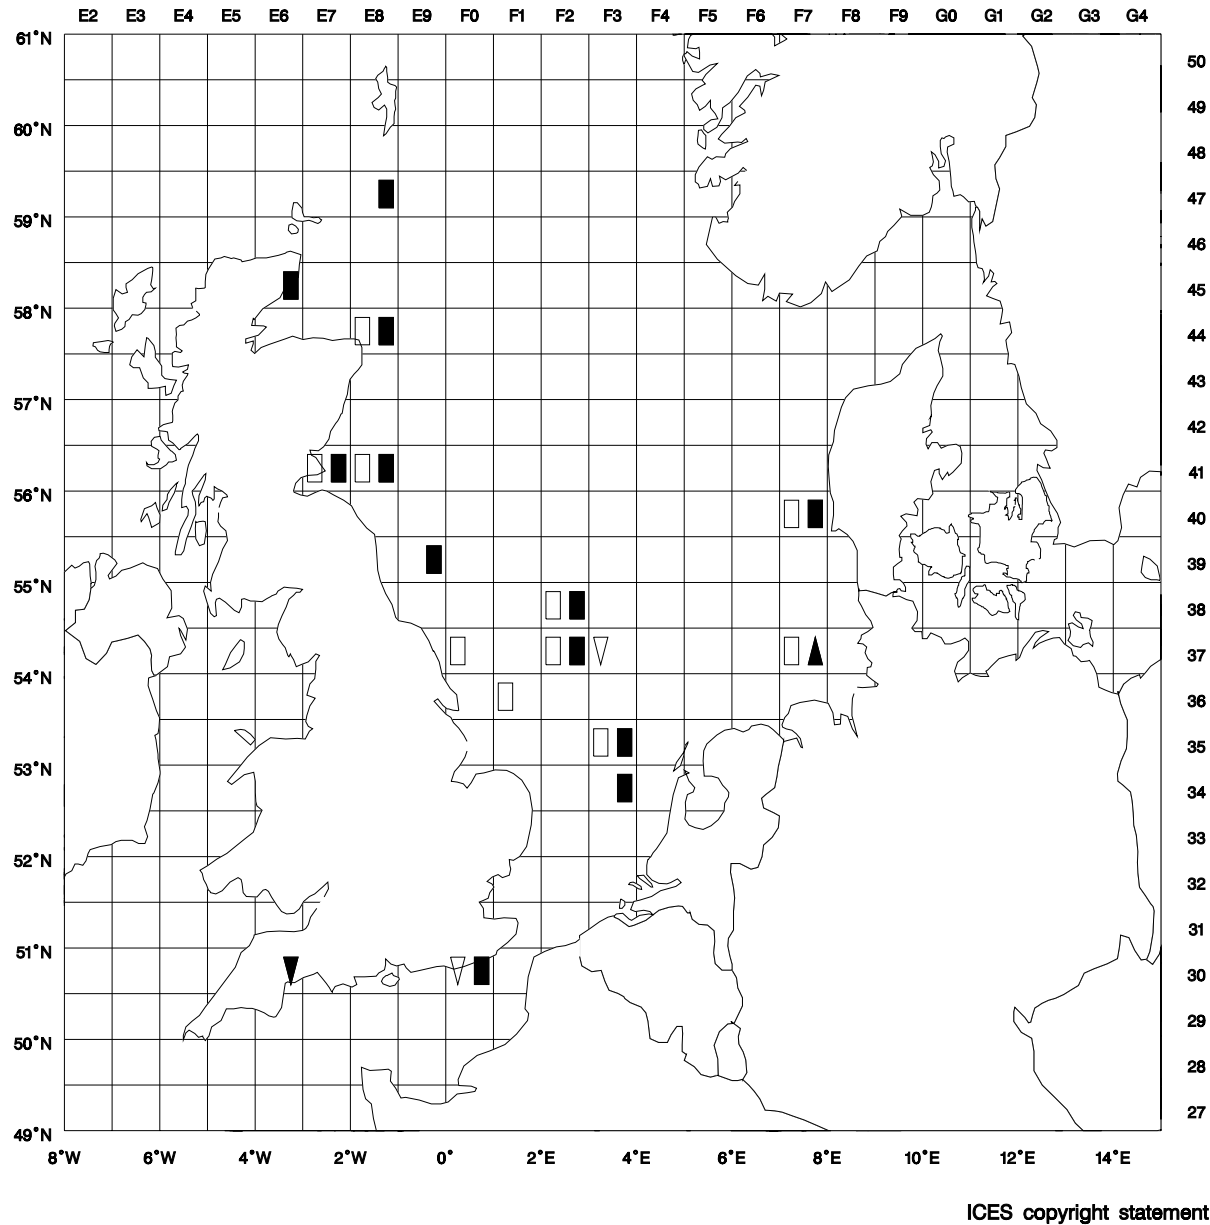 E2 E3 E4 E5 E6 E7 E8 E9 F0 F1 F2 F3 F4 F5 F6 F7 F8 F9 G0 G1 G2 G3 G4
61°N
50
49
60°N
48
47
59°N
46
45
58°N
44
43
57°N
42
41
56°N
40
39
55°N
38
37
54°N
36
35
53°N
34
33
52°N
32
31
51°N
30
29
50°N
28
27
49°N
8°W 6°W 4°W 2°W 0° 2°E 4°E 6°E 8°E 10°E 12°E 14°E
ICES copyright statement